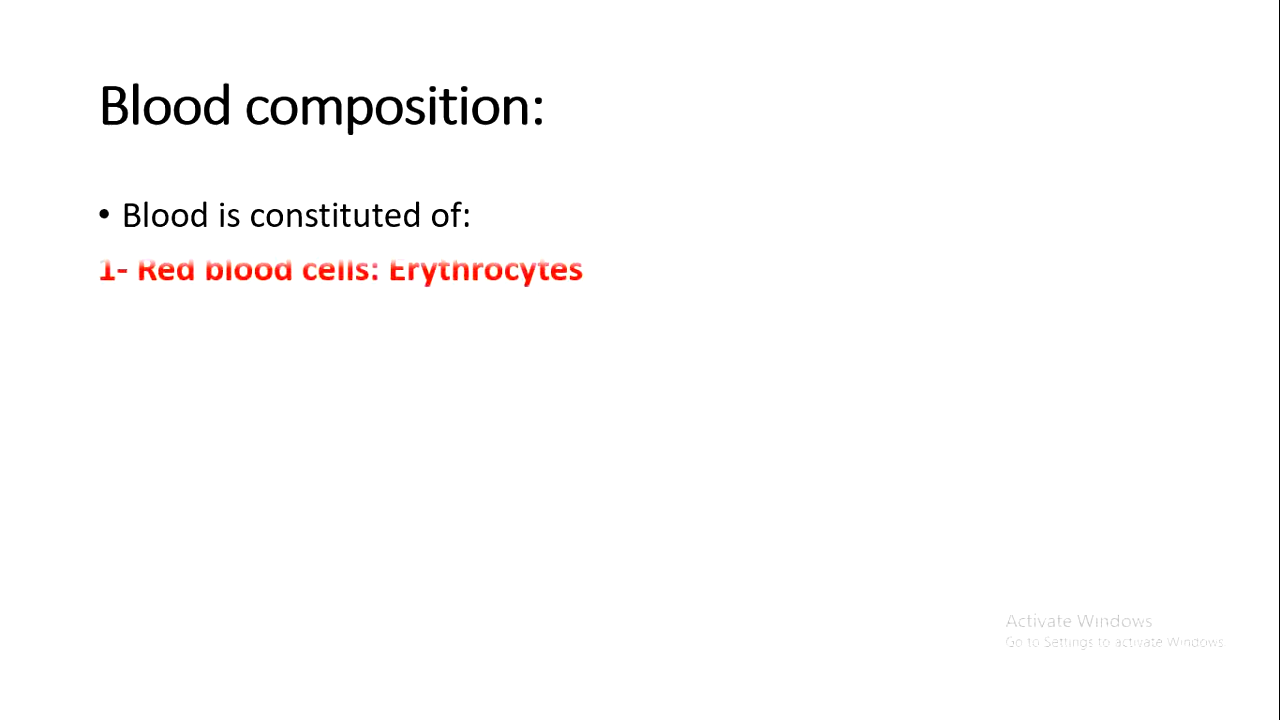 Blood composition:
• Blood is constituted of:
1- Red blood cells: Erythrocytes
Activate Windows
Go to Settings to activate Windows